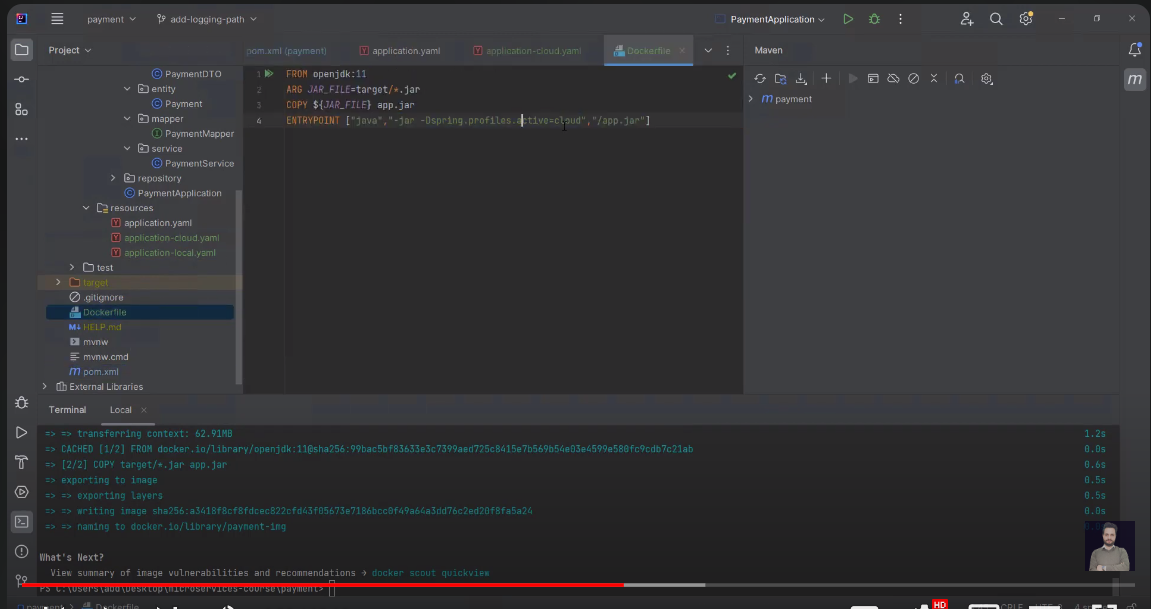 payment
add-logging-path
PaymentApplication
Project
pom.xml (payment)
application.yaml
application-cloud.yaml
Dockerfile
Maven
PaymentDTO
entity
Payment
mapper
PaymentMapper
service
PaymentService
repository
PaymentApplication
resources
application.yaml
application-cloud.yaml
application-local.yaml
test
target
.gitignore
Dockerfile
HELP.md
mvnw
mvnw.cmd
pom.xml
External Libraries
1 FROM openjdk:11
2 ARG JAR_FILE=target/*.jar
3 COPY ${JAR_FILE} app.jar
4 ENTRYPOINT ["java","-jar -Dspring.profiles.active=cloud","/app.jar"]
m payment
Terminal Local
=> => transferring context: 62.91MB 1.2s
=> CACHED [1/2] FROM docker.io/library/openjdk:11@sha256:99bac5bf83633e3c7399aed725c8415e7b569b54e03e4599e580fc9cdb7c21ab 0.0s
=> [2/2] COPY target/*.jar app.jar 0.6s
=> exporting to image 0.5s
=> => exporting layers 0.5s
=> => writing image sha256:a3418f8cf8fdcec822cfd43f05673e7186bcc0f49a64a3dd76c2ed20f8fa5a24 0.0s
=> => naming to docker.io/library/payment-img
What's Next?
View summary of image vulnerabilities and recommendations → docker scout quickview
PS C:\Users\abd\Desktop\microservices-course\payment>
HD